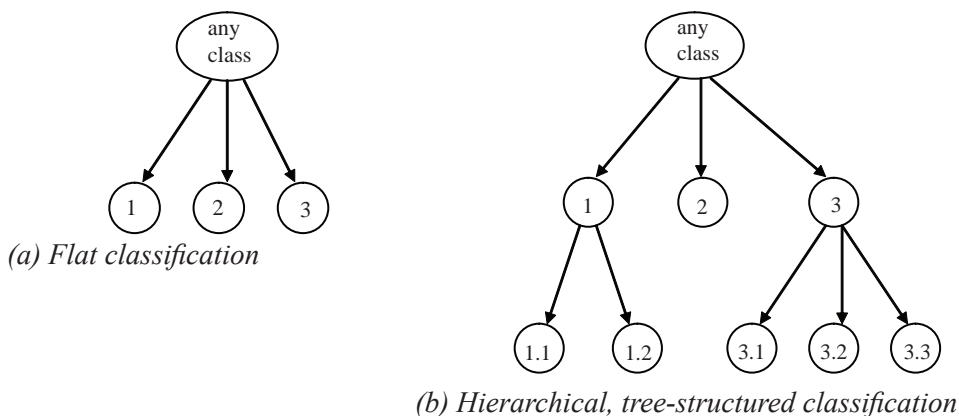 any
class
1
2
3
(a) Flat classification
any
class
1
2
3
1.1
1.2
3.1
3.2
3.3
(b) Hierarchical, tree-structured classification